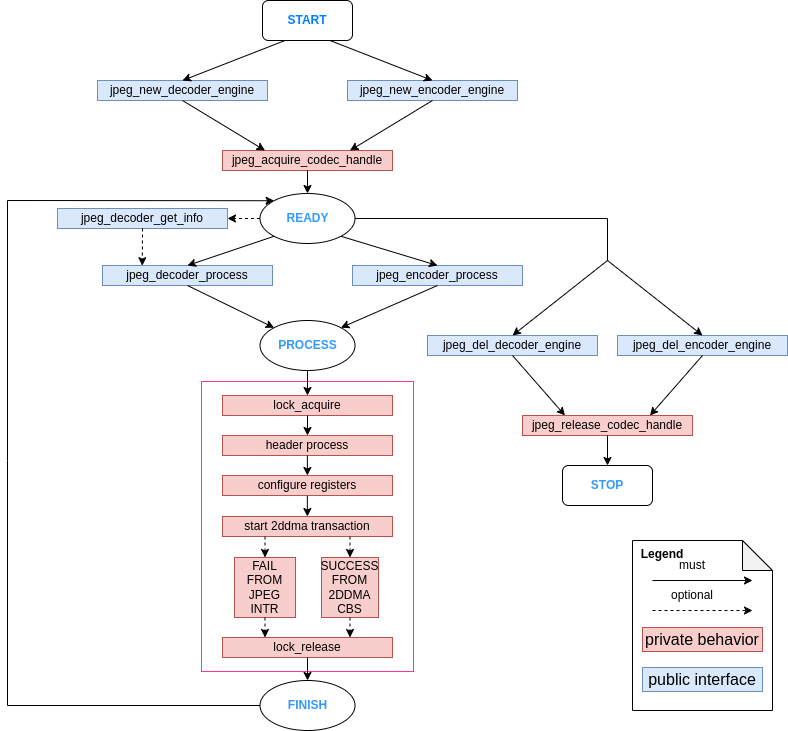 START
jpeg_new_decoder_engine
jpeg_new_encoder_engine
jpeg_acquire_codec_handle
READY
jpeg_decoder_get_info
jpeg_decoder_process
jpeg_encoder_process
PROCESS
jpeg_del_decoder_engine
jpeg_del_encoder_engine
lock_acquire
header process
configure registers
start 2ddma transaction
FAIL
FROM
JPEG
INTR
SUCCESS
FROM
2DDMA
CBS
lock_release
FINISH
jpeg_release_codec_handle
STOP
Legend
must
optional
private behavior
public interface